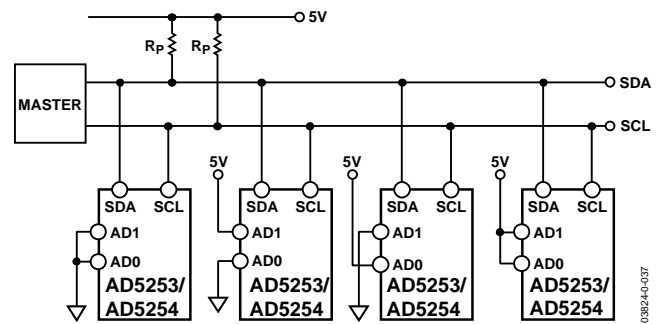 5V
RP RP
SDA
MASTER
SCL
5V 5V 5V
SDA SCL SDA SCL SDA SCL SDA SCL
AD1 AD1 AD1 AD1
AD0 AD0 AD0 AD0
AD5253/ AD5253/ AD5253/ AD5253/
AD5254 AD5254 AD5254 AD5254
03824-0-037